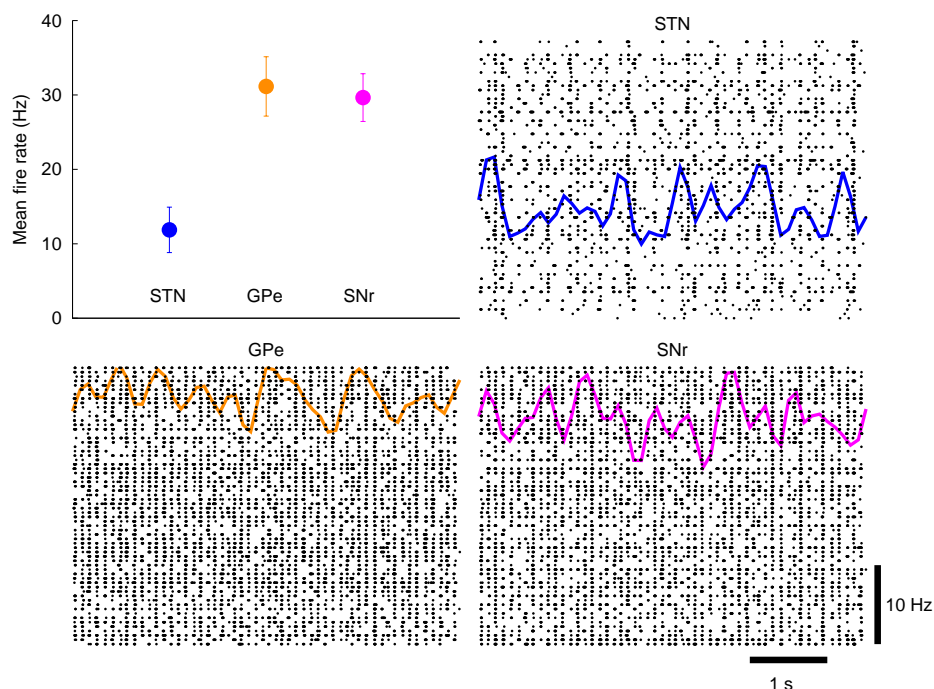 40
30
20
10
0
Mean fire rate (Hz)
STN
GPe
SNr
STN
GPe
SNr
10 Hz
1 s